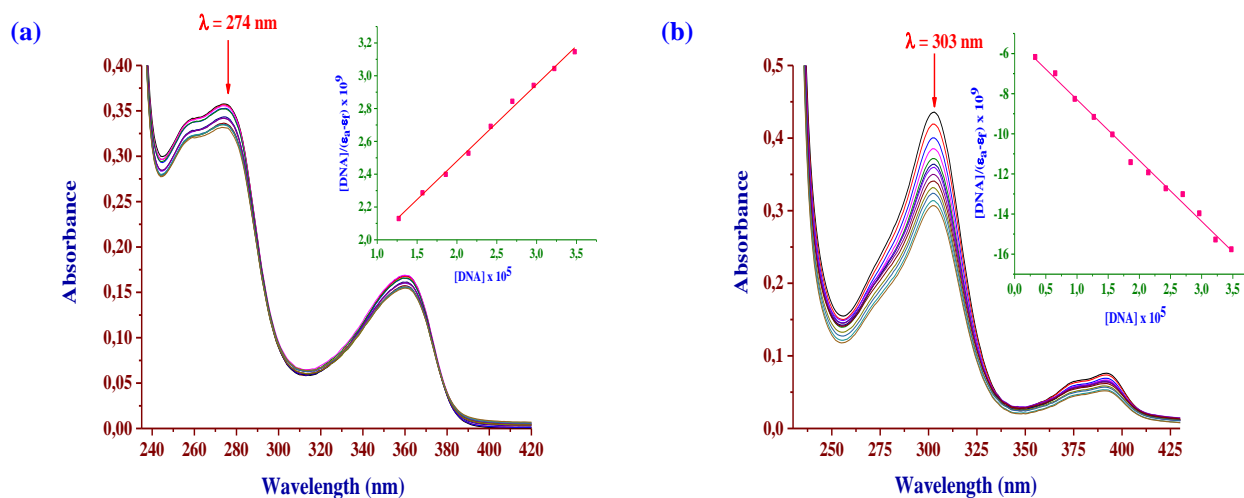 (a)
λ = 274 nm
0,40
0,35
0,30
0,25
0,20
0,15
0,10
0,05
0,00
Absorbance
240 260 280 300 320 340 360 380 400 420
Wavelength (nm)
3,2
3,0
2,8
2,6
2,4
2,2
2,0
[DNA]/(εa-εf) x 10^9
1,0 1,5 2,0 2,5 3,0 3,5
[DNA] x 10^5
(b)
λ = 303 nm
0,5
0,4
0,3
0,2
0,1
0,0
Absorbance
250 275 300 325 350 375 400 425
Wavelength (nm)
-6
-8
-10
-12
-14
-16
[DNA]/(εa-εf) x 10^9
0,0 0,5 1,0 1,5 2,0 2,5 3,0 3,5
[DNA] x 10^5